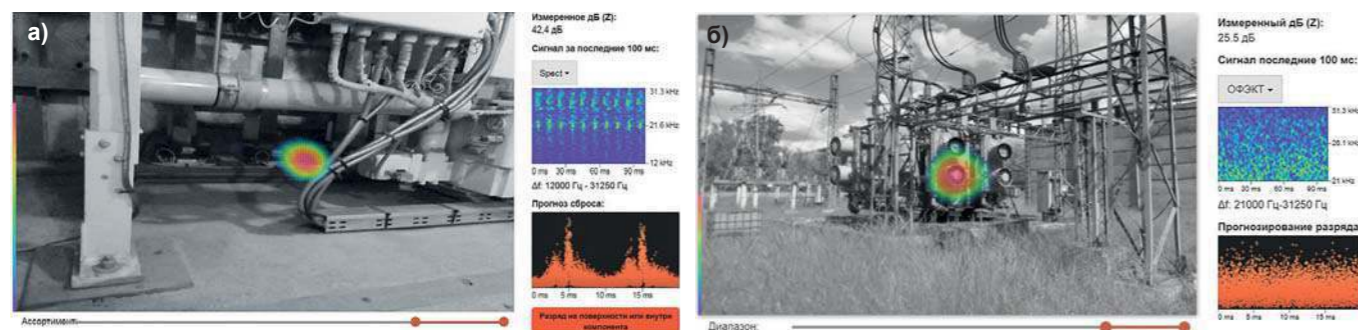 а)
Измеренное дБ (Z):
42.4 дБ
Сигнал за последние 100 мс:
Spect
31.3 kHz
21.6 kHz
12 kHz
0 ms 30 ms 60 ms 90 ms
Δf: 12000 Гц - 31250 Гц
Прогноз сброса:
0 ms 5 ms 10 ms 15 ms
Разряд на поверхности или внутри
компонента
Ассортимент:
б)
Измеренный дБ (Z):
25.5 дБ
Сигнал последние 100 мс:
ОФЭКТ
31.3 kHz
26.1 kHz
21 kHz
0 ms 30 ms 60 ms 90 ms
Δf: 21000 Гц-31250 Гц
Прогнозирование разряда
0 ms 5 ms 10 ms 15 ms
Диапазон: